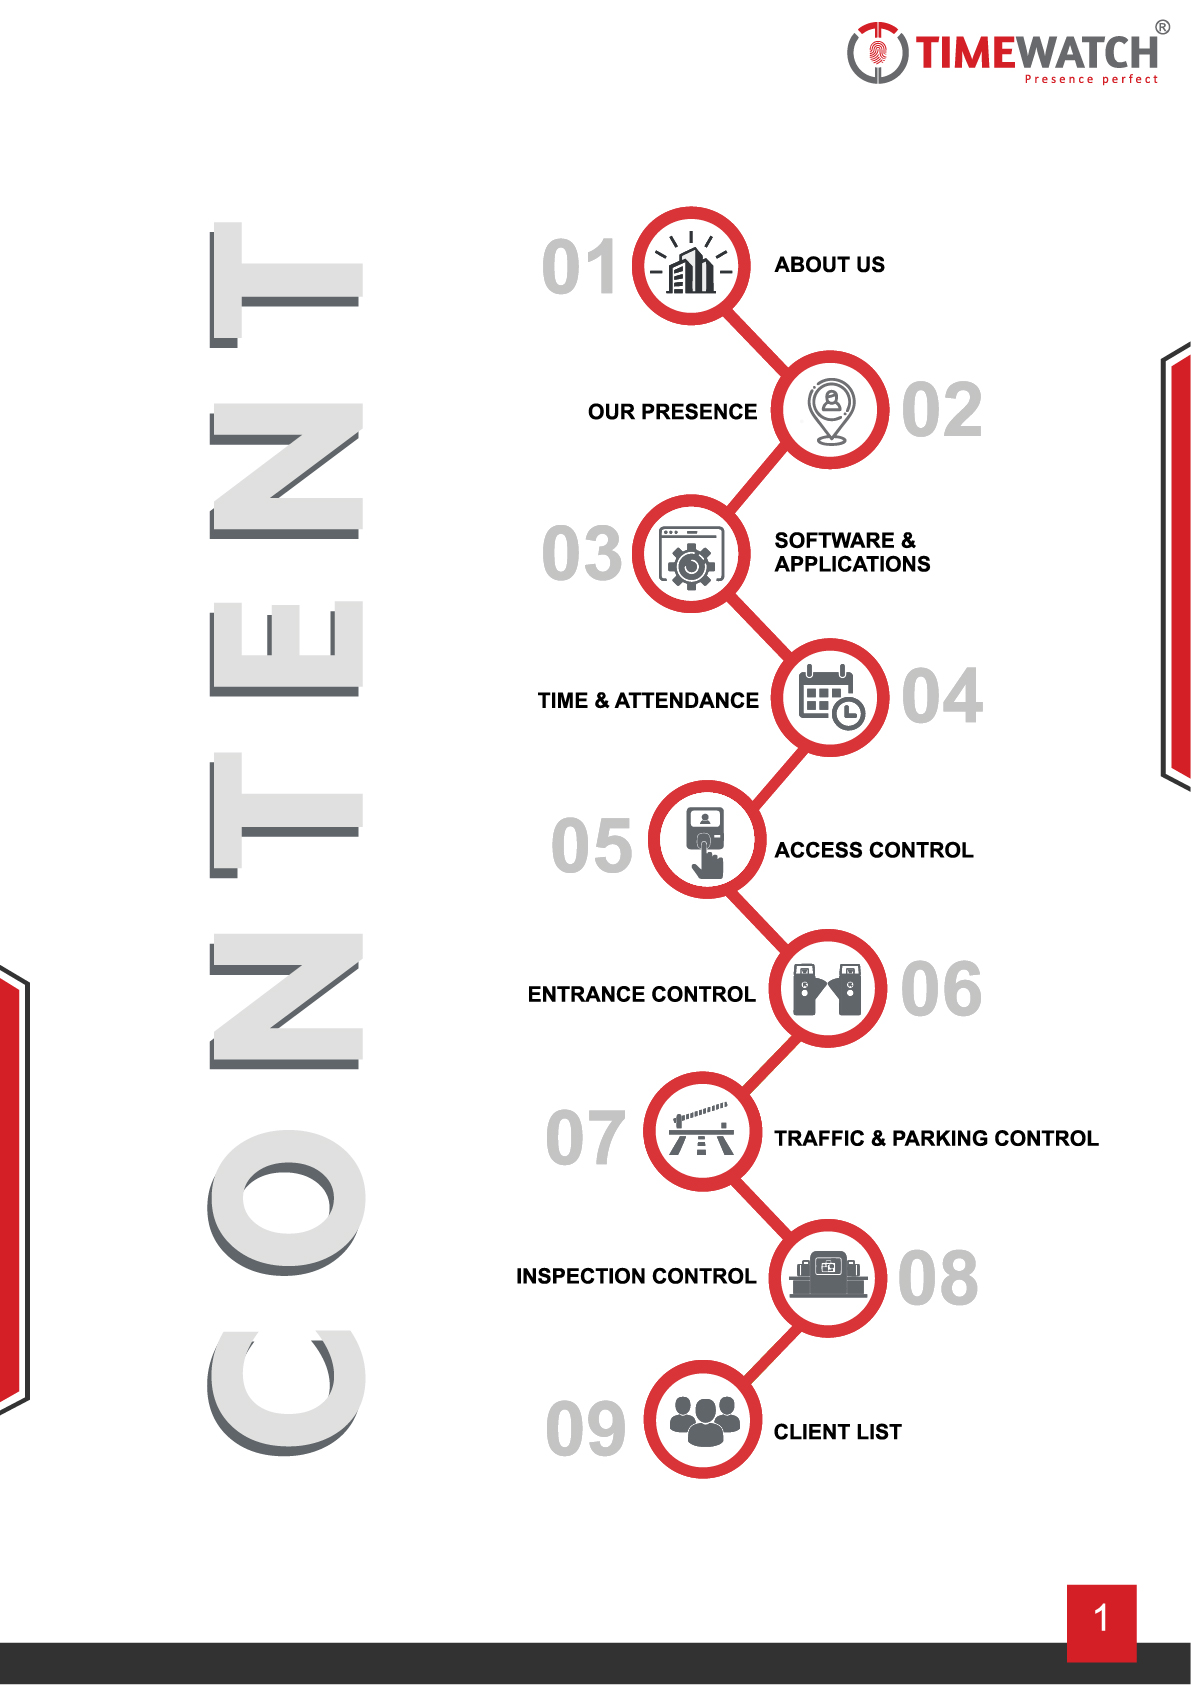 TIMEWATCH®
Presence perfect
CONTENT
01
ABOUT US
OUR PRESENCE
02
03
SOFTWARE &
APPLICATIONS
TIME & ATTENDANCE
04
05
ACCESS CONTROL
ENTRANCE CONTROL
06
07
TRAFFIC & PARKING CONTROL
INSPECTION CONTROL
08
09
CLIENT LIST
1